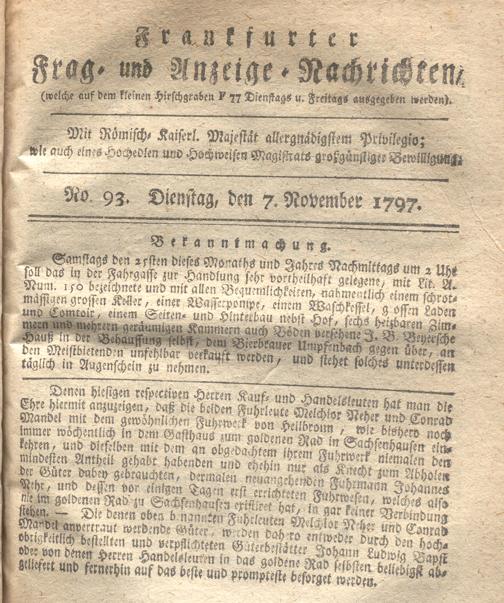 Frankfurter
Frag- und Anzeige-Nachrichten,
(welche auf dem kleinen Hirschgraben F 77 Dienstags u. Freitags ausgegeben werden).
Mit Römisch. Kaiserl. Majestät allergnädigstem Privilegio;
wie auch eines Hochedlen und Hochweisen Magistrats großgünstiger Bewilligung.
No. 93. Dienstag, den 7. November 1797.
Bekanntmachung.
Samstags den 25sten dieses Monaths und Jahres Nachmittags um 2 Uhr
soll das in der Fahrgasse zur Handlung sehr vortheilhaft gelegene, mit Lit. A.
Num. 150 bezeichnete und mit allen Bequemlichkeiten, nahmentlich einem schrot-
mässigen grossen Keller, einer Wasserpompe, einem Waschkessel, grossen Laden
und Comtoir, einem Seiten- und Hinterbau nebst Hof, sechs heizbaren Zim-
mern und mehrern geräumigen Kammern auch Böden versehene J. B. Beyersche
Hauß in der Behaussung selbst, dem Bierbrauer Umpfenbach gegen über, an
den Meistbietenden unfehlbar verkauft werden, und stehet solches unterdessen
täglich in Augenschein zu nehmen.
Denen hiesigen respectiven Herren Kauf- und Handelsleuten hat man die
Ehre hiermit anzuzeigen, daß die beiden Fuhrleute Melchior Neher und Conrad
Mandel mit dem gewöhnlichen Fuhrwerk von Heilbronn, wie bishero noch
immer wöchentlich in dem Gasthaus zum goldenen Rad in Sachsenhausen ein-
kehren, und dieselben mit dem an obgedachtem ihrem Fuhrwerk niemalen den
mindesten Antheil gehabt habenden und ehehin nur als Knecht zum Abholen
der Güter dabey gebrauchten, dermalen neuangehenden Fuhrmann Johannes
Neher, und dessen vor einigen Tagen erst errichteten Fuhrwesen, welches also
nie im goldenen Rad zu Sachsenhausen existiret hat, in gar keiner Verbindung
stehen. — Die denen oben benannten Fuhrleuten Melchior Neher und Conrad
Mandel anvertraut werdende Güter, werden dahero entweder durch den hoch-
obrigkeitlich bestellten und verpflichteten Güterbestätter Johann Ludwig Bapst
oder von denen Herren Handelsleuten in das goldene Rad selbsten beliebigst ab-
geliefert und fernerhin auf das beste und prompteste besorget werden.